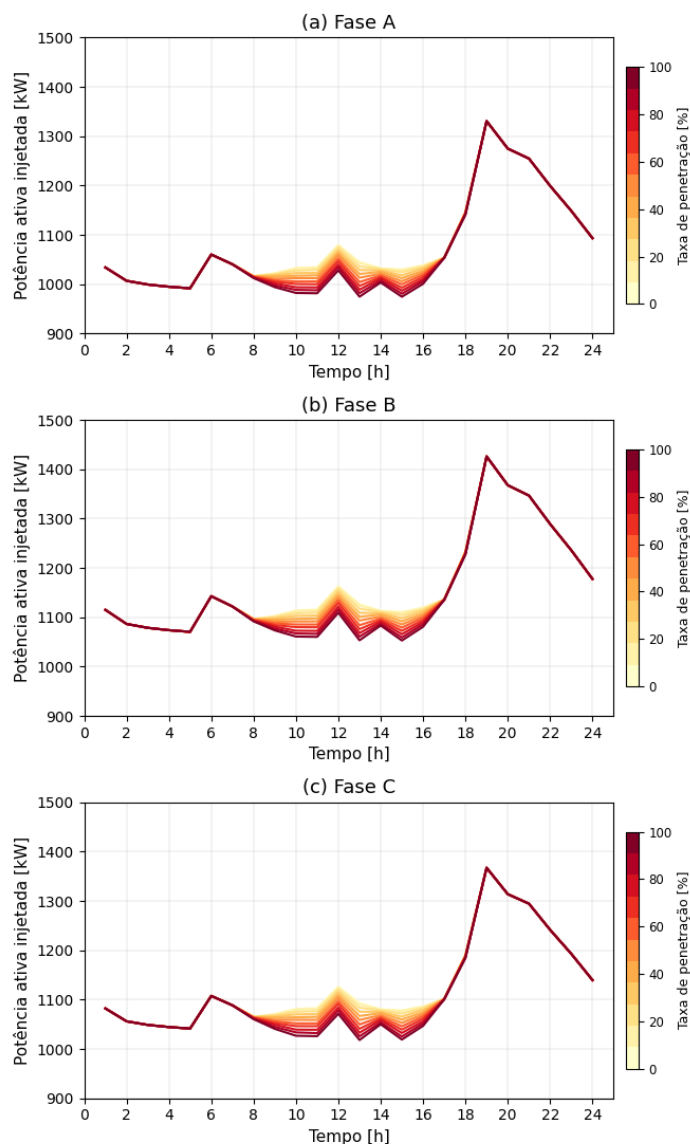 (a) Fase A
Potência ativa injetada [kW]
1500
1400
1300
1200
1100
1000
900
0 2 4 6 8 10 12 14 16 18 20 22 24
Tempo [h]
100
80
60
40
20
0
Taxa de penetração [%]
(b) Fase B
Potência ativa injetada [kW]
1500
1400
1300
1200
1100
1000
900
0 2 4 6 8 10 12 14 16 18 20 22 24
Tempo [h]
100
80
60
40
20
0
Taxa de penetração [%]
(c) Fase C
Potência ativa injetada [kW]
1500
1400
1300
1200
1100
1000
900
0 2 4 6 8 10 12 14 16 18 20 22 24
Tempo [h]
100
80
60
40
20
0
Taxa de penetração [%]